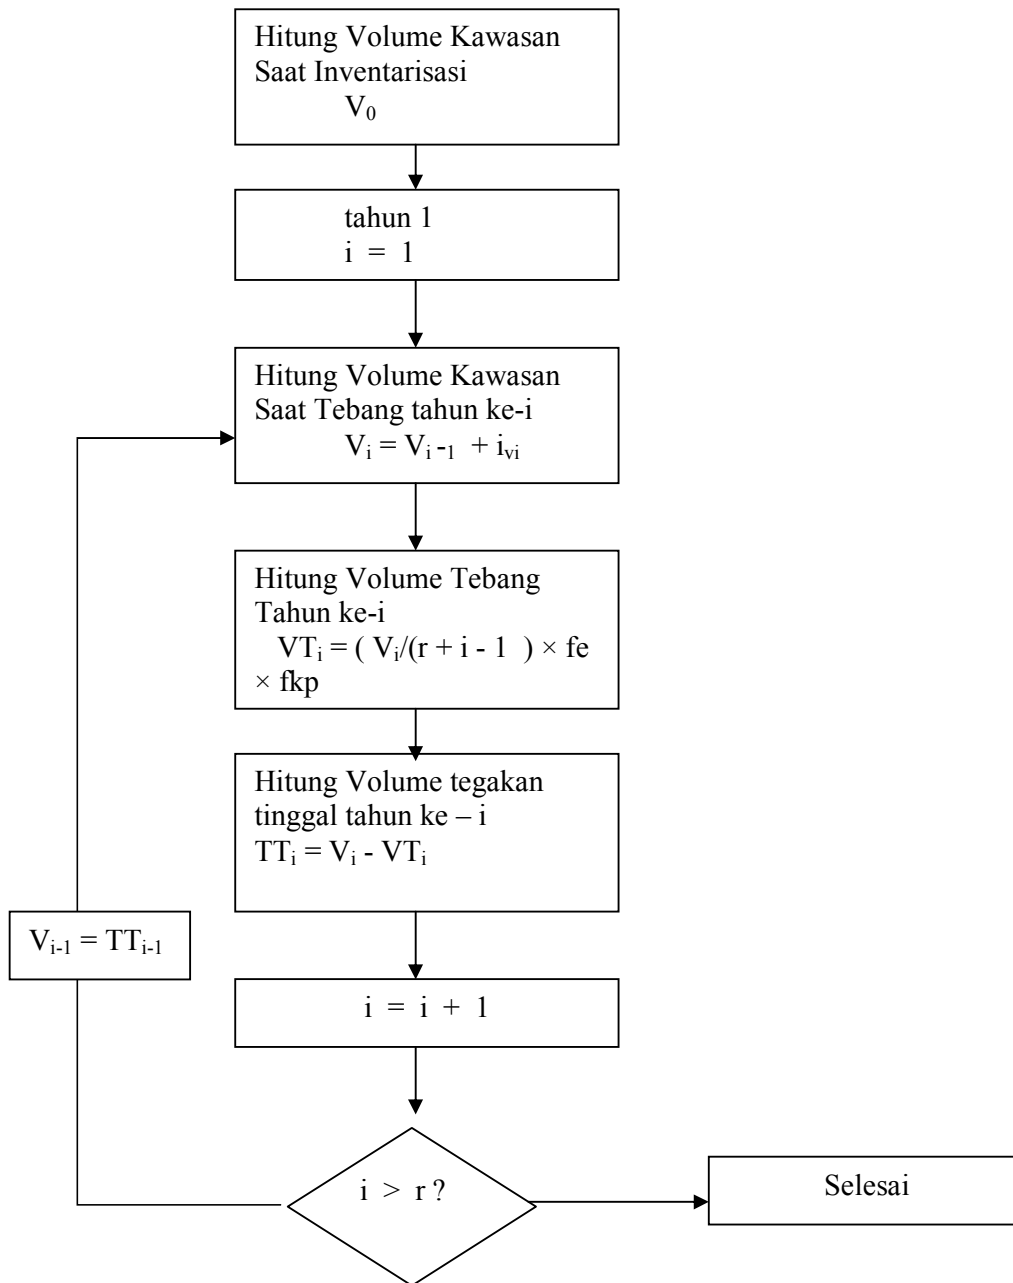 Hitung Volume Kawasan
Saat Inventarisasi
V₀
tahun 1
i = 1
Hitung Volume Kawasan
Saat Tebang tahun ke-i
Vᵢ = Vᵢ -₁ + iᵥᵢ
Hitung Volume Tebang
Tahun ke-i
VTᵢ = ( Vᵢ/(r + i - 1 ) × fe
× fkp
Hitung Volume tegakan
tinggal tahun ke – i
TTᵢ = Vᵢ - VTᵢ
Vᵢ₋₁ = TTᵢ₋₁
i = i + 1
i > r ?
Selesai